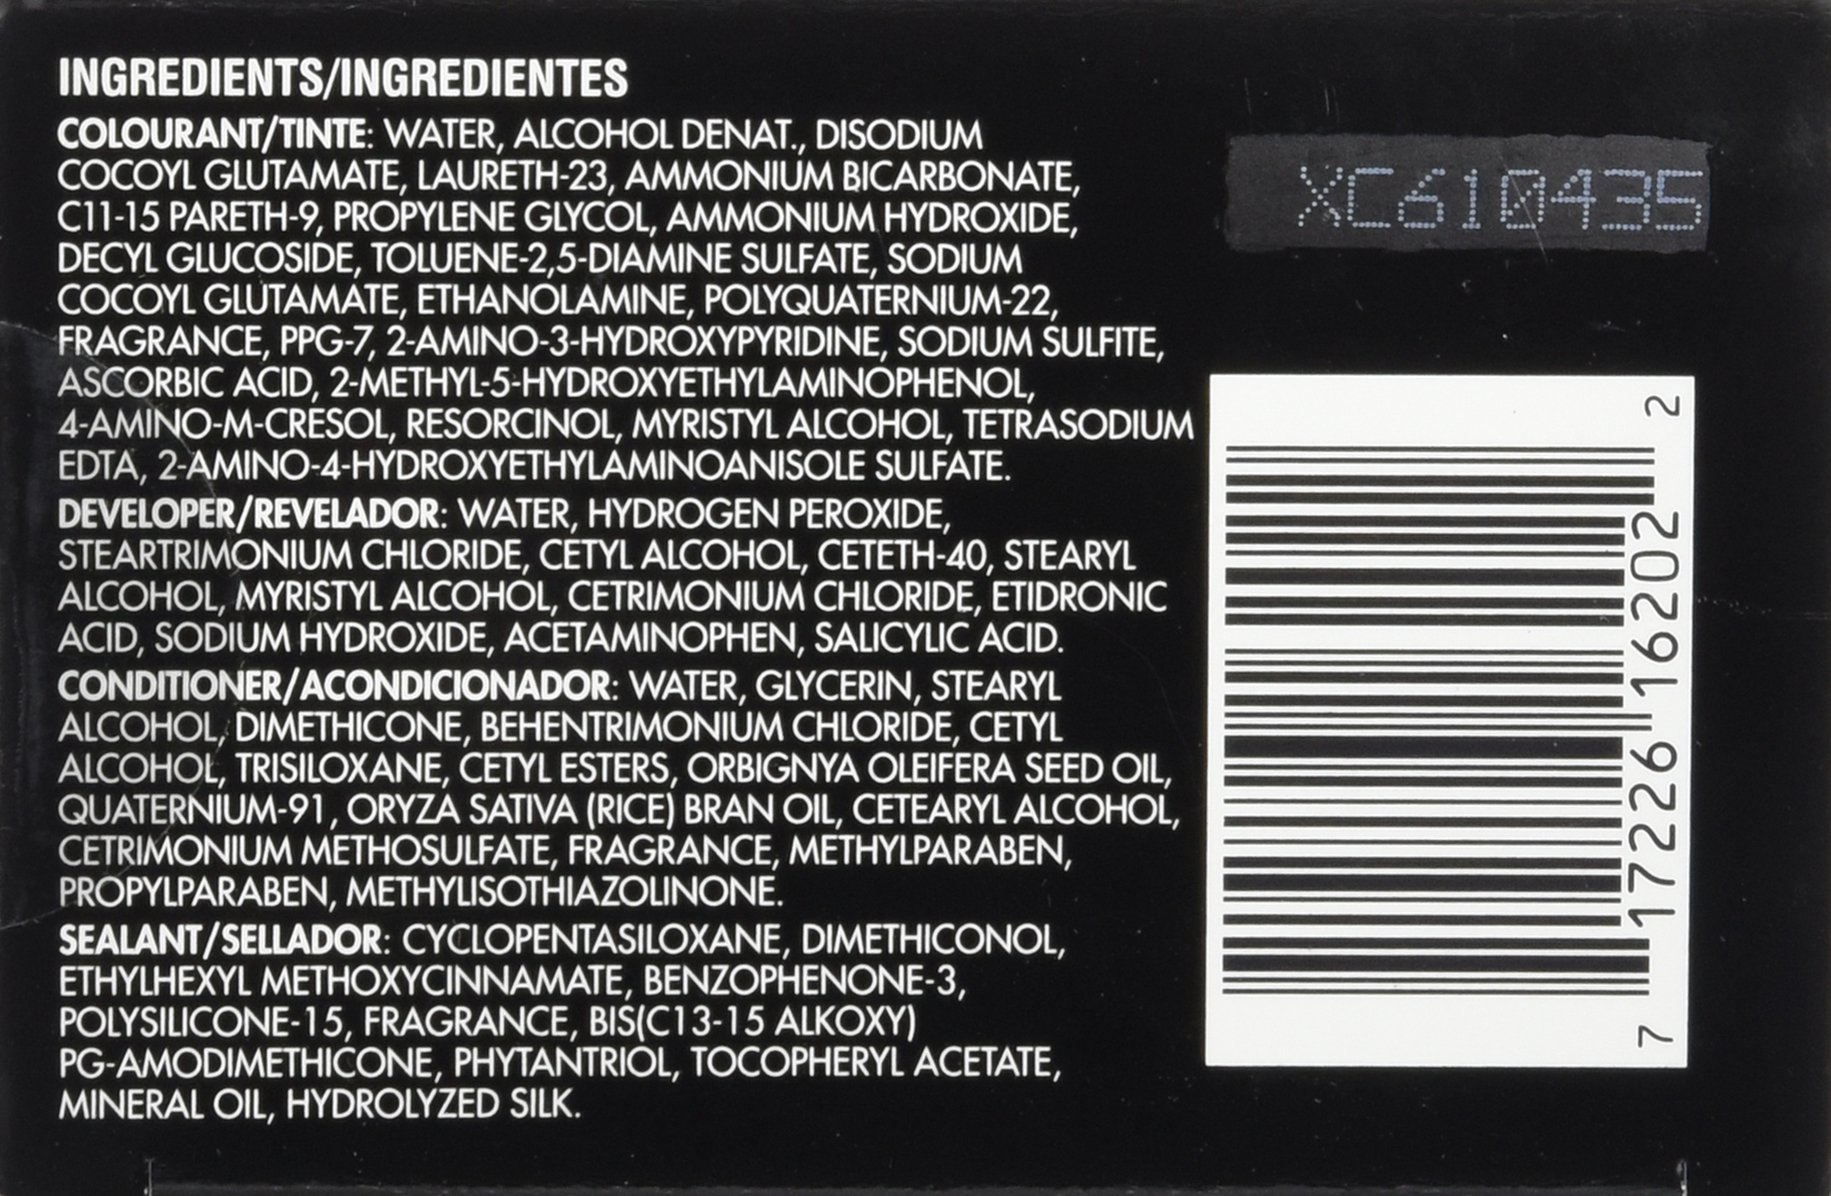 INGREDIENTS/INGREDIENTES
COLOURANT/TINTE: WATER, ALCOHOL DENAT., DISODIUM
COCOYL GLUTAMATE, LAURETH-23, AMMONIUM BICARBONATE,
C11-15 PARETH-9, PROPYLENE GLYCOL, AMMONIUM HYDROXIDE,
DECYL GLUCOSIDE, TOLUENE-2,5-DIAMINE SULFATE, SODIUM
COCOYL GLUTAMATE, ETHANOLAMINE, POLYQUATERNIUM-22,
FRAGRANCE, PPG-7, 2-AMINO-3-HYDROXYPYRIDINE, SODIUM SULFITE,
ASCORBIC ACID, 2-METHYL-5-HYDROXYETHYLAMINOPHENOL,
4-AMINO-M-CRESOL, RESORCINOL, MYRISTYL ALCOHOL, TETRASODIUM
EDTA, 2-AMINO-4-HYDROXYETHYLAMINOANISOLE SULFATE.
DEVELOPER/REVELADOR: WATER, HYDROGEN PEROXIDE,
STEARTRIMONIUM CHLORIDE, CETYL ALCOHOL, CETETH-40, STEARYL
ALCOHOL, MYRISTYL ALCOHOL, CETRIMONIUM CHLORIDE, ETIDRONIC
ACID, SODIUM HYDROXIDE, ACETAMINOPHEN, SALICYLIC ACID.
CONDITIONER/ACONDICIONADOR: WATER, GLYCERIN, STEARYL
ALCOHOL, DIMETHICONE, BEHENTRIMONIUM CHLORIDE, CETYL
ALCOHOL, TRISILOXANE, CETYL ESTERS, ORBIGNYA OLEIFERA SEED OIL,
QUATERNIUM-91, ORYZA SATIVA (RICE) BRAN OIL, CETEARYL ALCOHOL,
CETRIMONIUM METHOSULFATE, FRAGRANCE, METHYLPARABEN,
PROPYLPARABEN, METHYLISOTHIAZOLINONE.
SEALANT/SELLADOR: CYCLOPENTASILOXANE, DIMETHICONOL,
ETHYLHEXYL METHOXYCINNAMATE, BENZOPHENONE-3,
POLYSILICONE-15, FRAGRANCE, BIS(C13-15 ALKOXY)
PG-AMODIMETHICONE, PHYTANTRIOL, TOCOPHERYL ACETATE,
MINERAL OIL, HYDROLYZED SILK.
XC610435
7 17226 16202 2